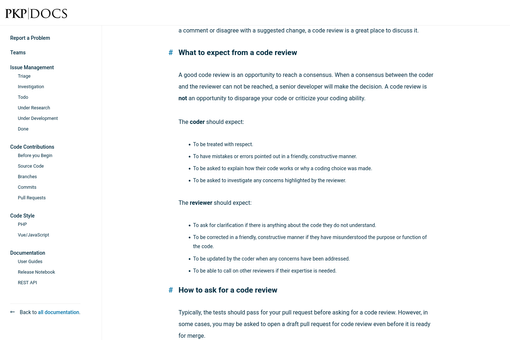 PKP|DOCS
Report a Problem
Teams
Issue Management
Triage
Investigation
Todo
Under Research
Under Development
Done
Code Contributions
Before you Begin
Source Code
Branches
Commits
Pull Requests
Code Style
PHP
Vue/JavaScript
Documentation
User Guides
Release Notebook
REST API
← Back to all documentation.
a comment or disagree with a suggested change, a code review is a great place to discuss it.
# What to expect from a code review
A good code review is an opportunity to reach a consensus. When a consensus between the coder
and the reviewer can not be reached, a senior developer will make the decision. A code review is
not an opportunity to disparage your code or criticize your coding ability.
The coder should expect:
• To be treated with respect.
• To have mistakes or errors pointed out in a friendly, constructive manner.
• To be asked to explain how their code works or why a coding choice was made.
• To be asked to investigate any concerns highlighted by the reviewer.
The reviewer should expect:
• To ask for clarification if there is anything about the code they do not understand.
• To be corrected in a friendly, constructive manner if they have misunderstood the purpose or function of
the code.
• To be updated by the coder when any concerns have been addressed.
• To be able to call on other reviewers if their expertise is needed.
# How to ask for a code review
Typically, the tests should pass for your pull request before asking for a code review. However, in
some cases, you may be asked to open a draft pull request for code review even before it is ready
for merge.